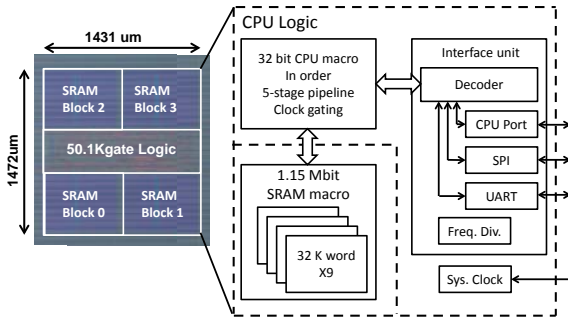 1431 um
1472um
SRAM
Block 2
SRAM
Block 3
50.1Kgate Logic
SRAM
Block 0
SRAM
Block 1
CPU Logic
32 bit CPU macro
In order
5-stage pipeline
Clock gating
1.15 Mbit
SRAM macro
32 K word
X9
Interface unit
Decoder
CPU Port
SPI
UART
Freq. Div.
Sys. Clock